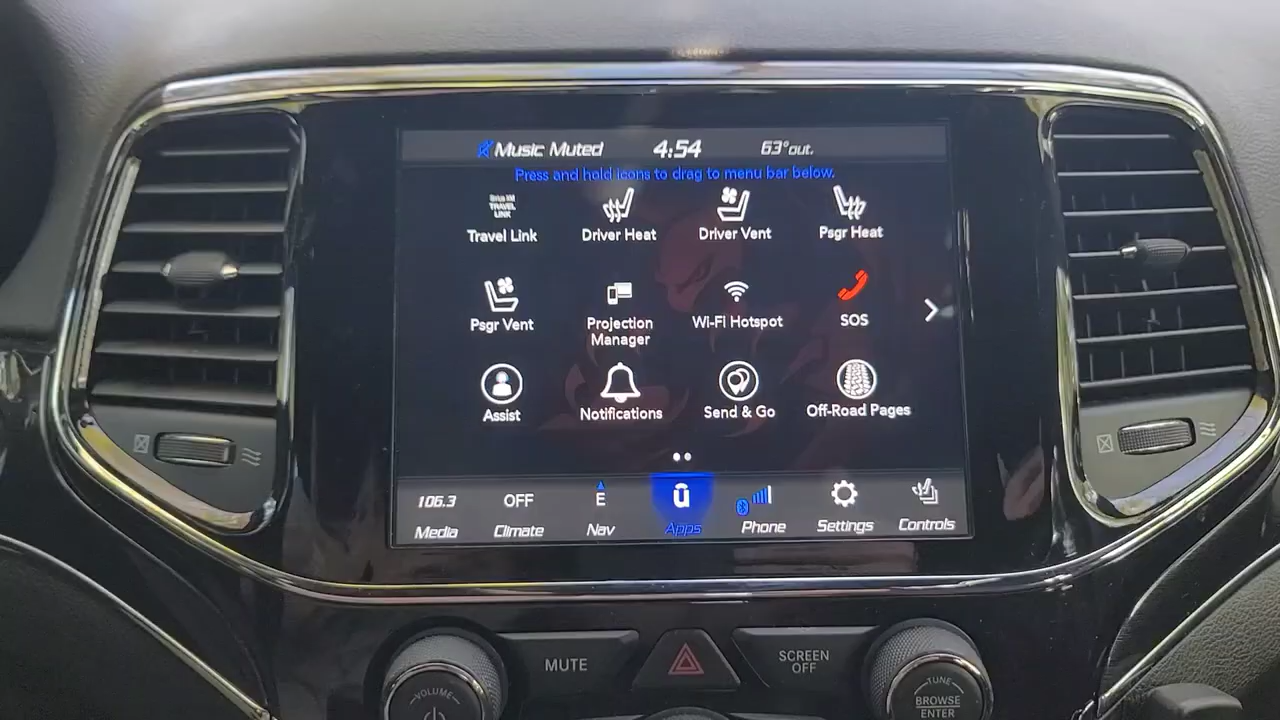 Music Muted 4:54 63°out.
Press and hold icons to drag to menu bar below.
TRAVEL
LINK
Travel Link Driver Heat Driver Vent Psgr Heat
Psgr Vent Projection Manager Wi-Fi Hotspot SOS
Assist Notifications Send & Go Off-Road Pages
106.3 OFF E ū
Media Climate Nav Apps Phone Settings Controls
MUTE SCREEN OFF
VOLUME TUNE
BROWSE
ENTER